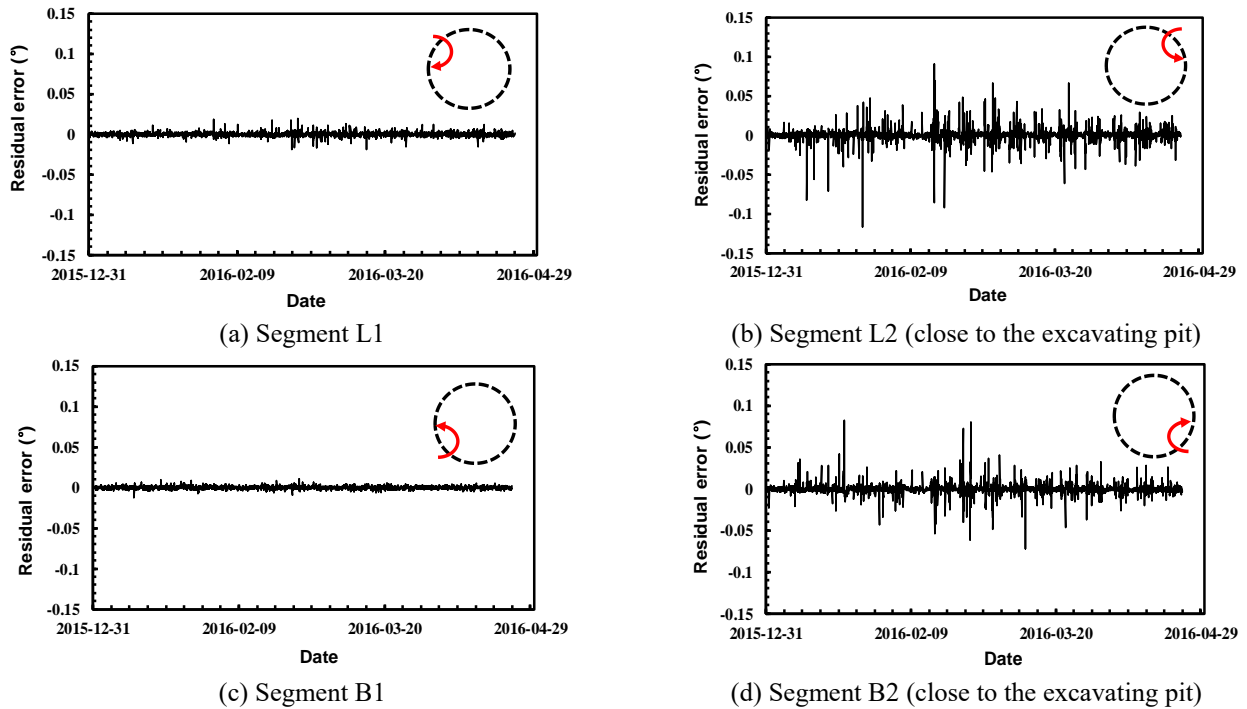 0.15
0.1
0.05
0
-0.05
-0.1
-0.15
Residual error (°)
2015-12-31 2016-02-09 2016-03-20 2016-04-29
Date
(a) Segment L1
0.15
0.1
0.05
0
-0.05
-0.1
-0.15
Residual error (°)
2015-12-31 2016-02-09 2016-03-20 2016-04-29
Date
(b) Segment L2 (close to the excavating pit)
0.15
0.1
0.05
0
-0.05
-0.1
-0.15
Residual error (°)
2015-12-31 2016-02-09 2016-03-20 2016-04-29
Date
(c) Segment B1
0.15
0.1
0.05
0
-0.05
-0.1
-0.15
Residual error (°)
2015-12-31 2016-02-09 2016-03-20 2016-04-29
Date
(d) Segment B2 (close to the excavating pit)